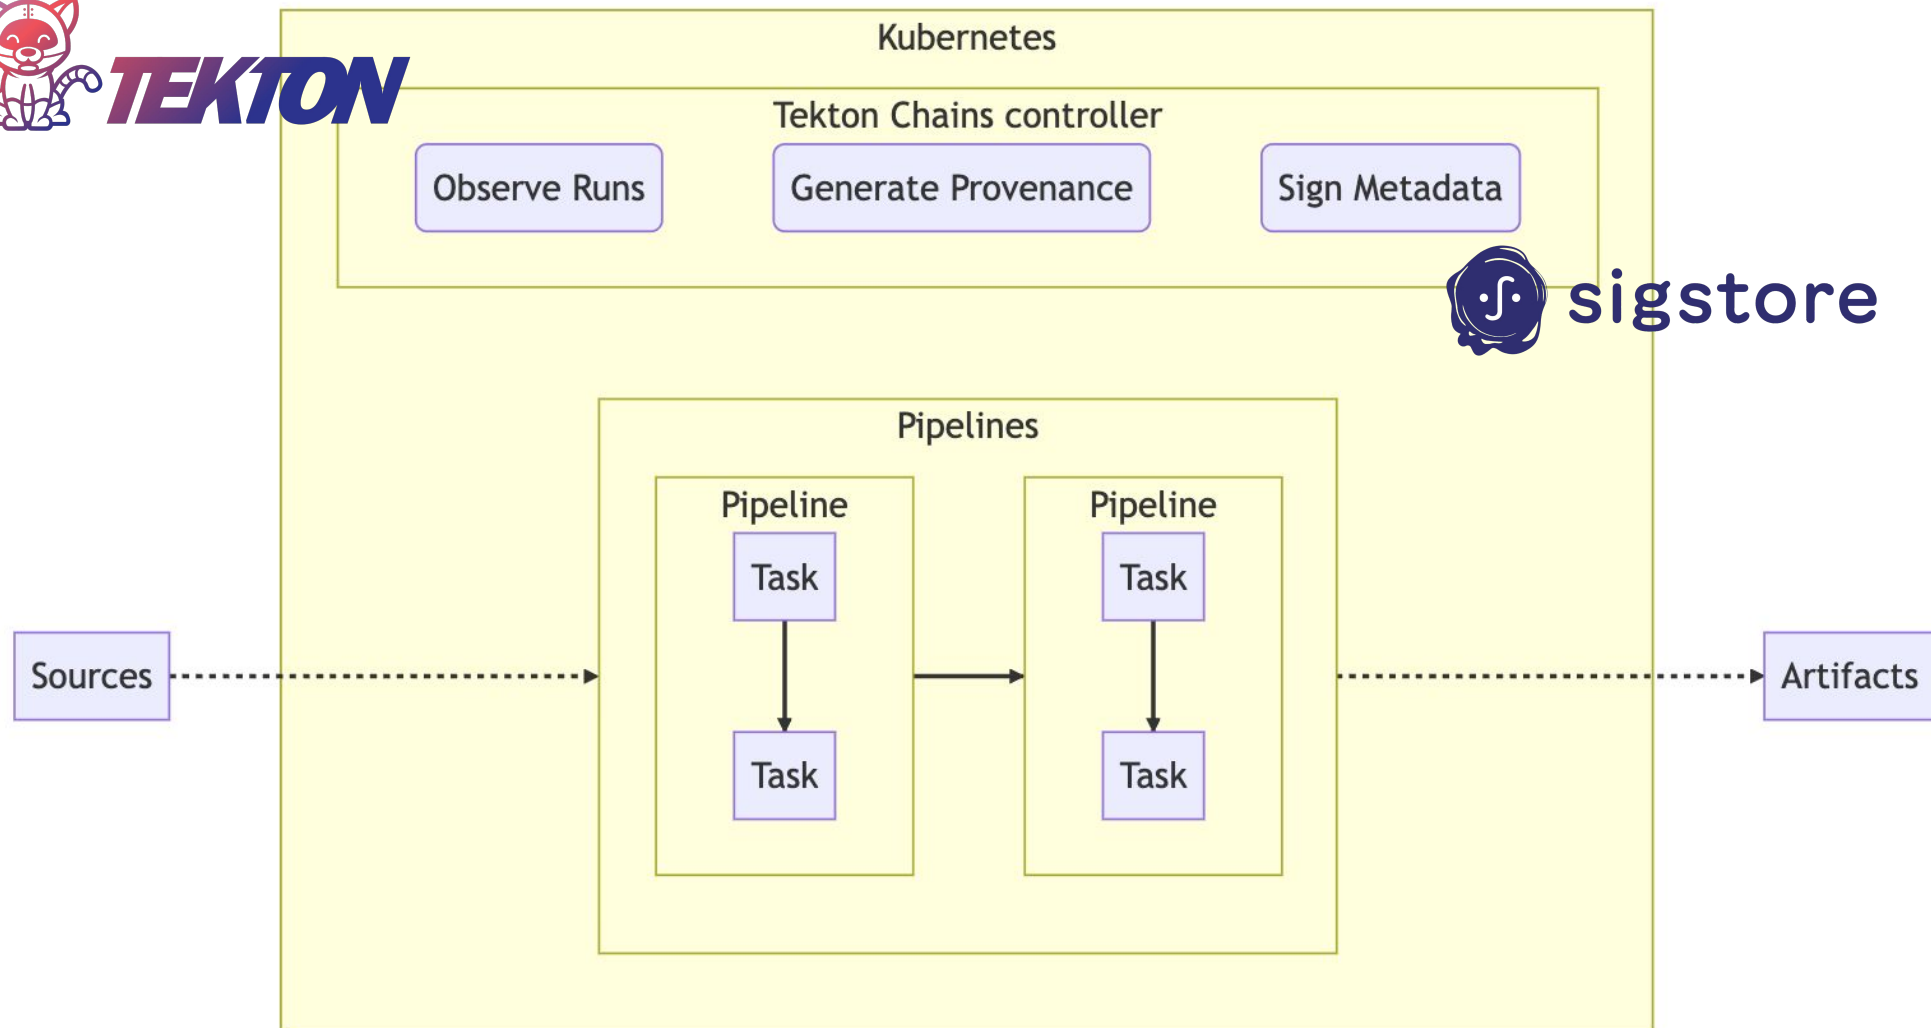 Kubernetes
TEKTON
Tekton Chains controller
Observe Runs
Generate Provenance
Sign Metadata
sigstore
Pipelines
Pipeline
Pipeline
Task
Task
Sources
Artifacts
Task
Task